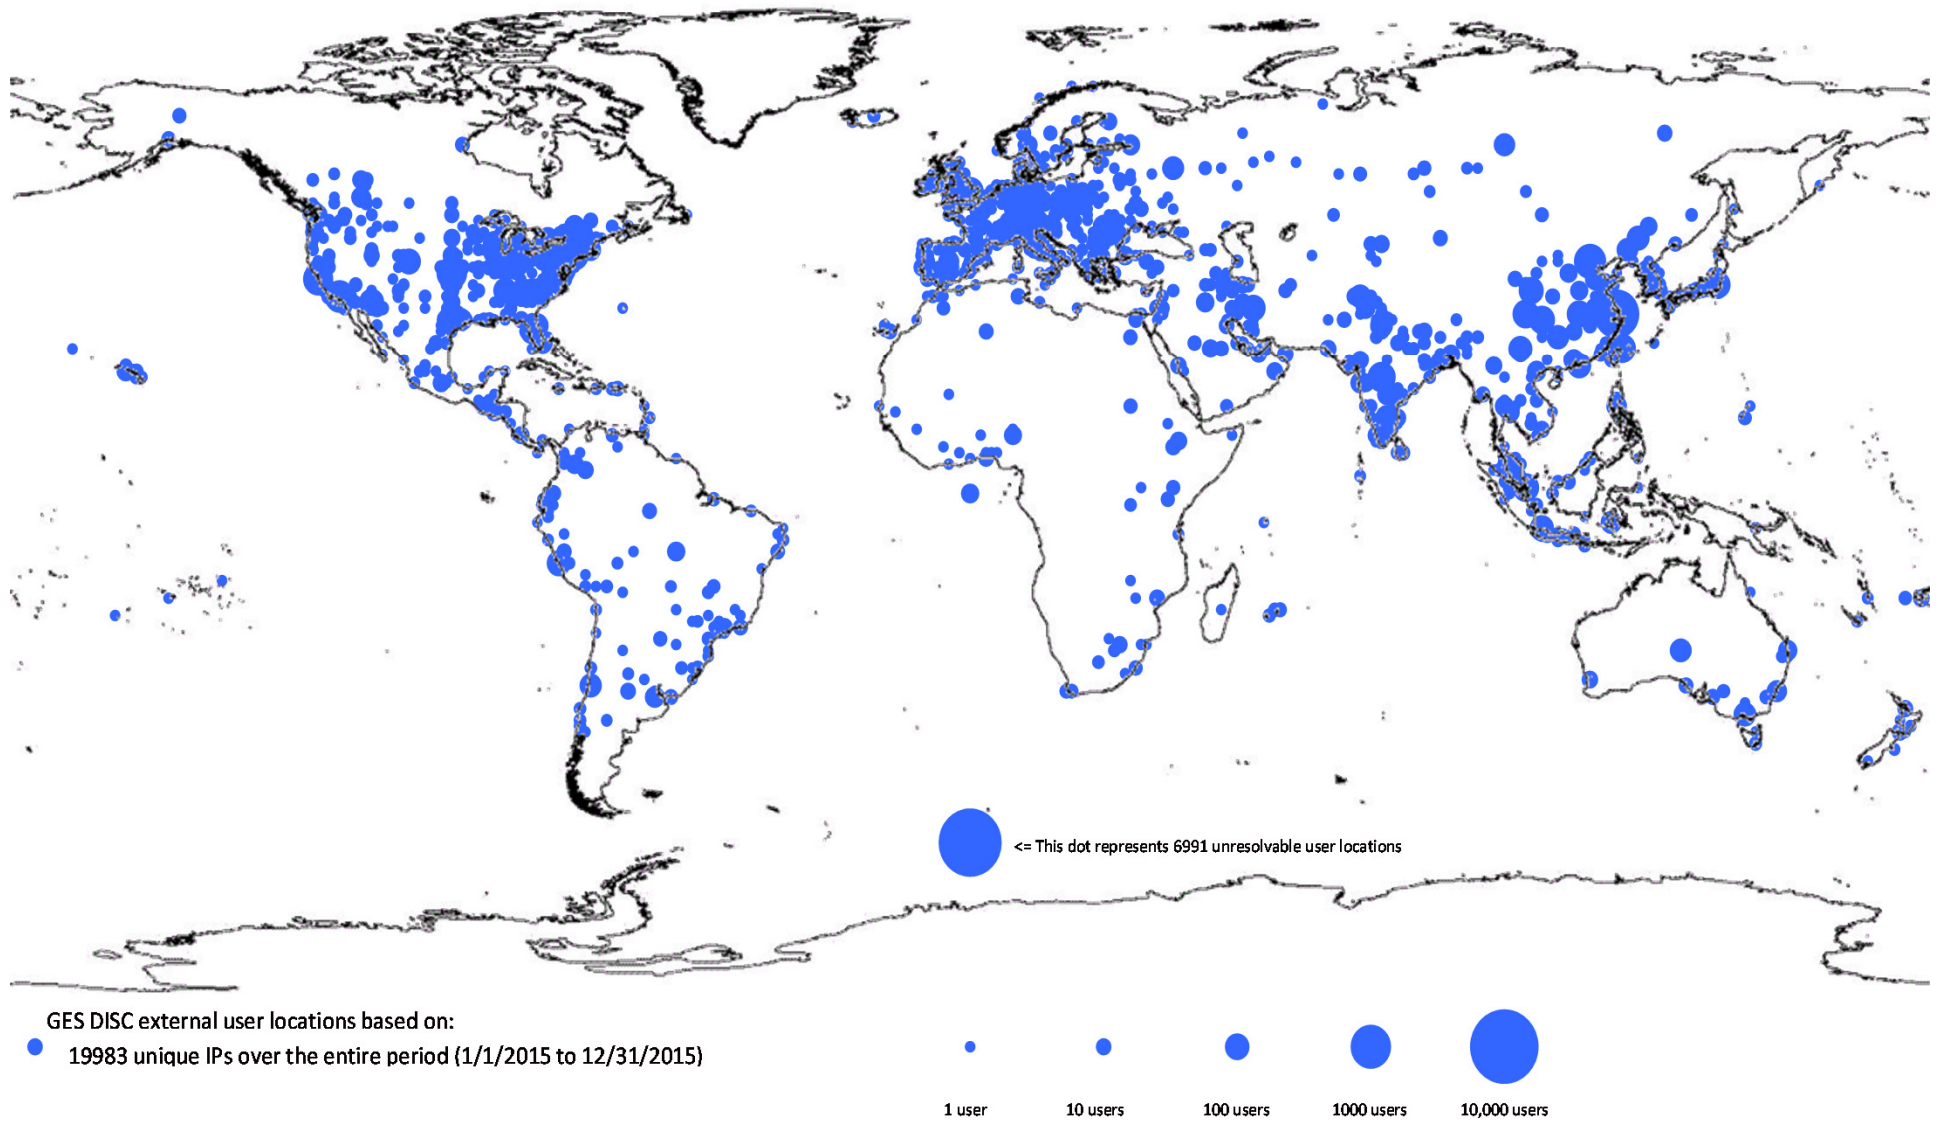 <= This dot represents 6991 unresolvable user locations
GES DISC external user locations based on:
19983 unique IPs over the entire period (1/1/2015 to 12/31/2015)
1 user 10 users 100 users 1000 users 10,000 users